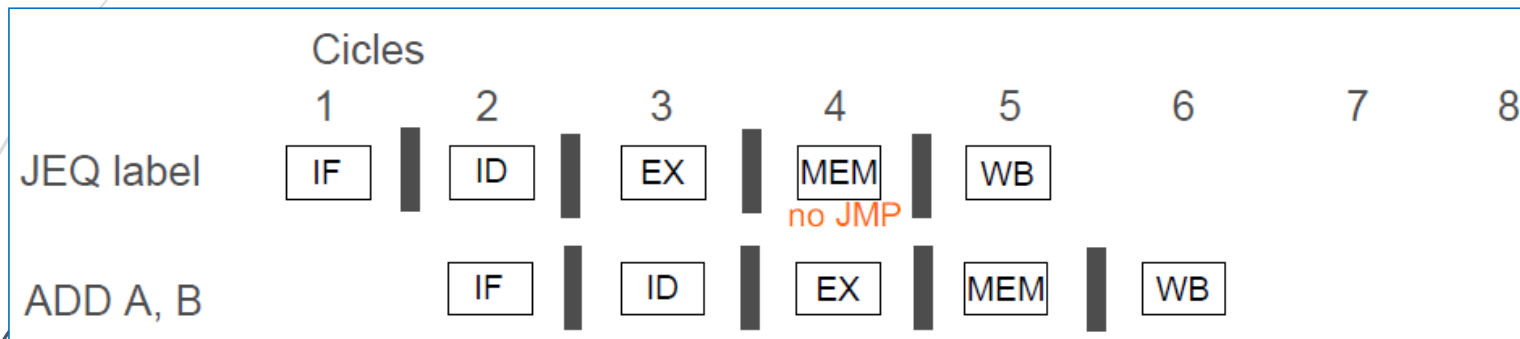 Cicles
1 2 3 4 5 6 7 8
JEQ label IF ID EX MEM WB
no JMP
ADD A, B IF ID EX MEM WB